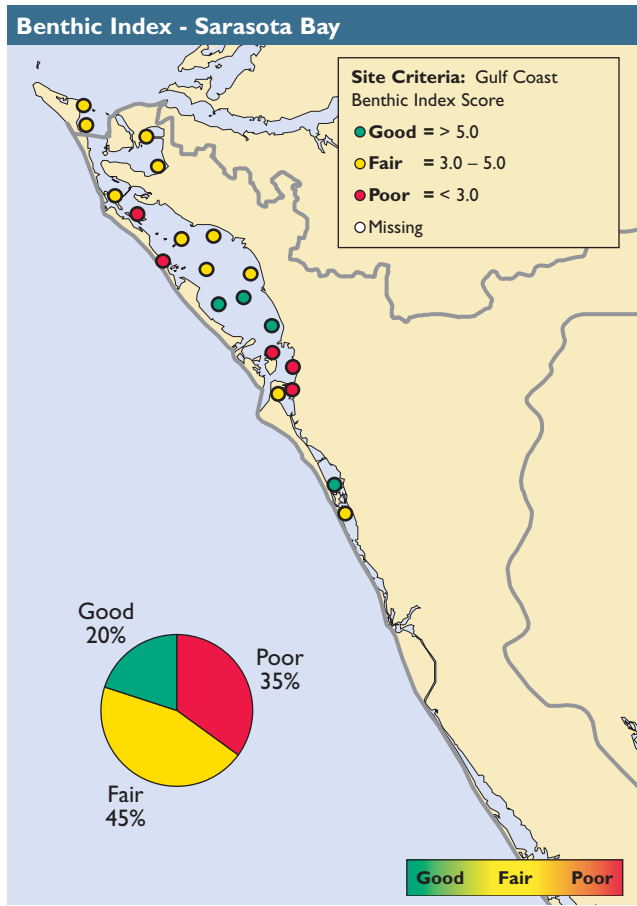 Benthic Index - Sarasota Bay
Site Criteria: Gulf Coast
Benthic Index Score
Good = > 5.0
Fair = 3.0 – 5.0
Poor = < 3.0
Missing
Good
20%
Poor
35%
Fair
45%
Good Fair Poor